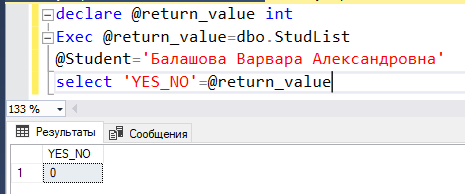 declare @return_value int
Exec @return_value=dbo.StudList
@Student='Балашова Варвара Александровна'
select 'YES_NO'=@return_value
133 %
Результаты Сообщения
YES_NO
1 0